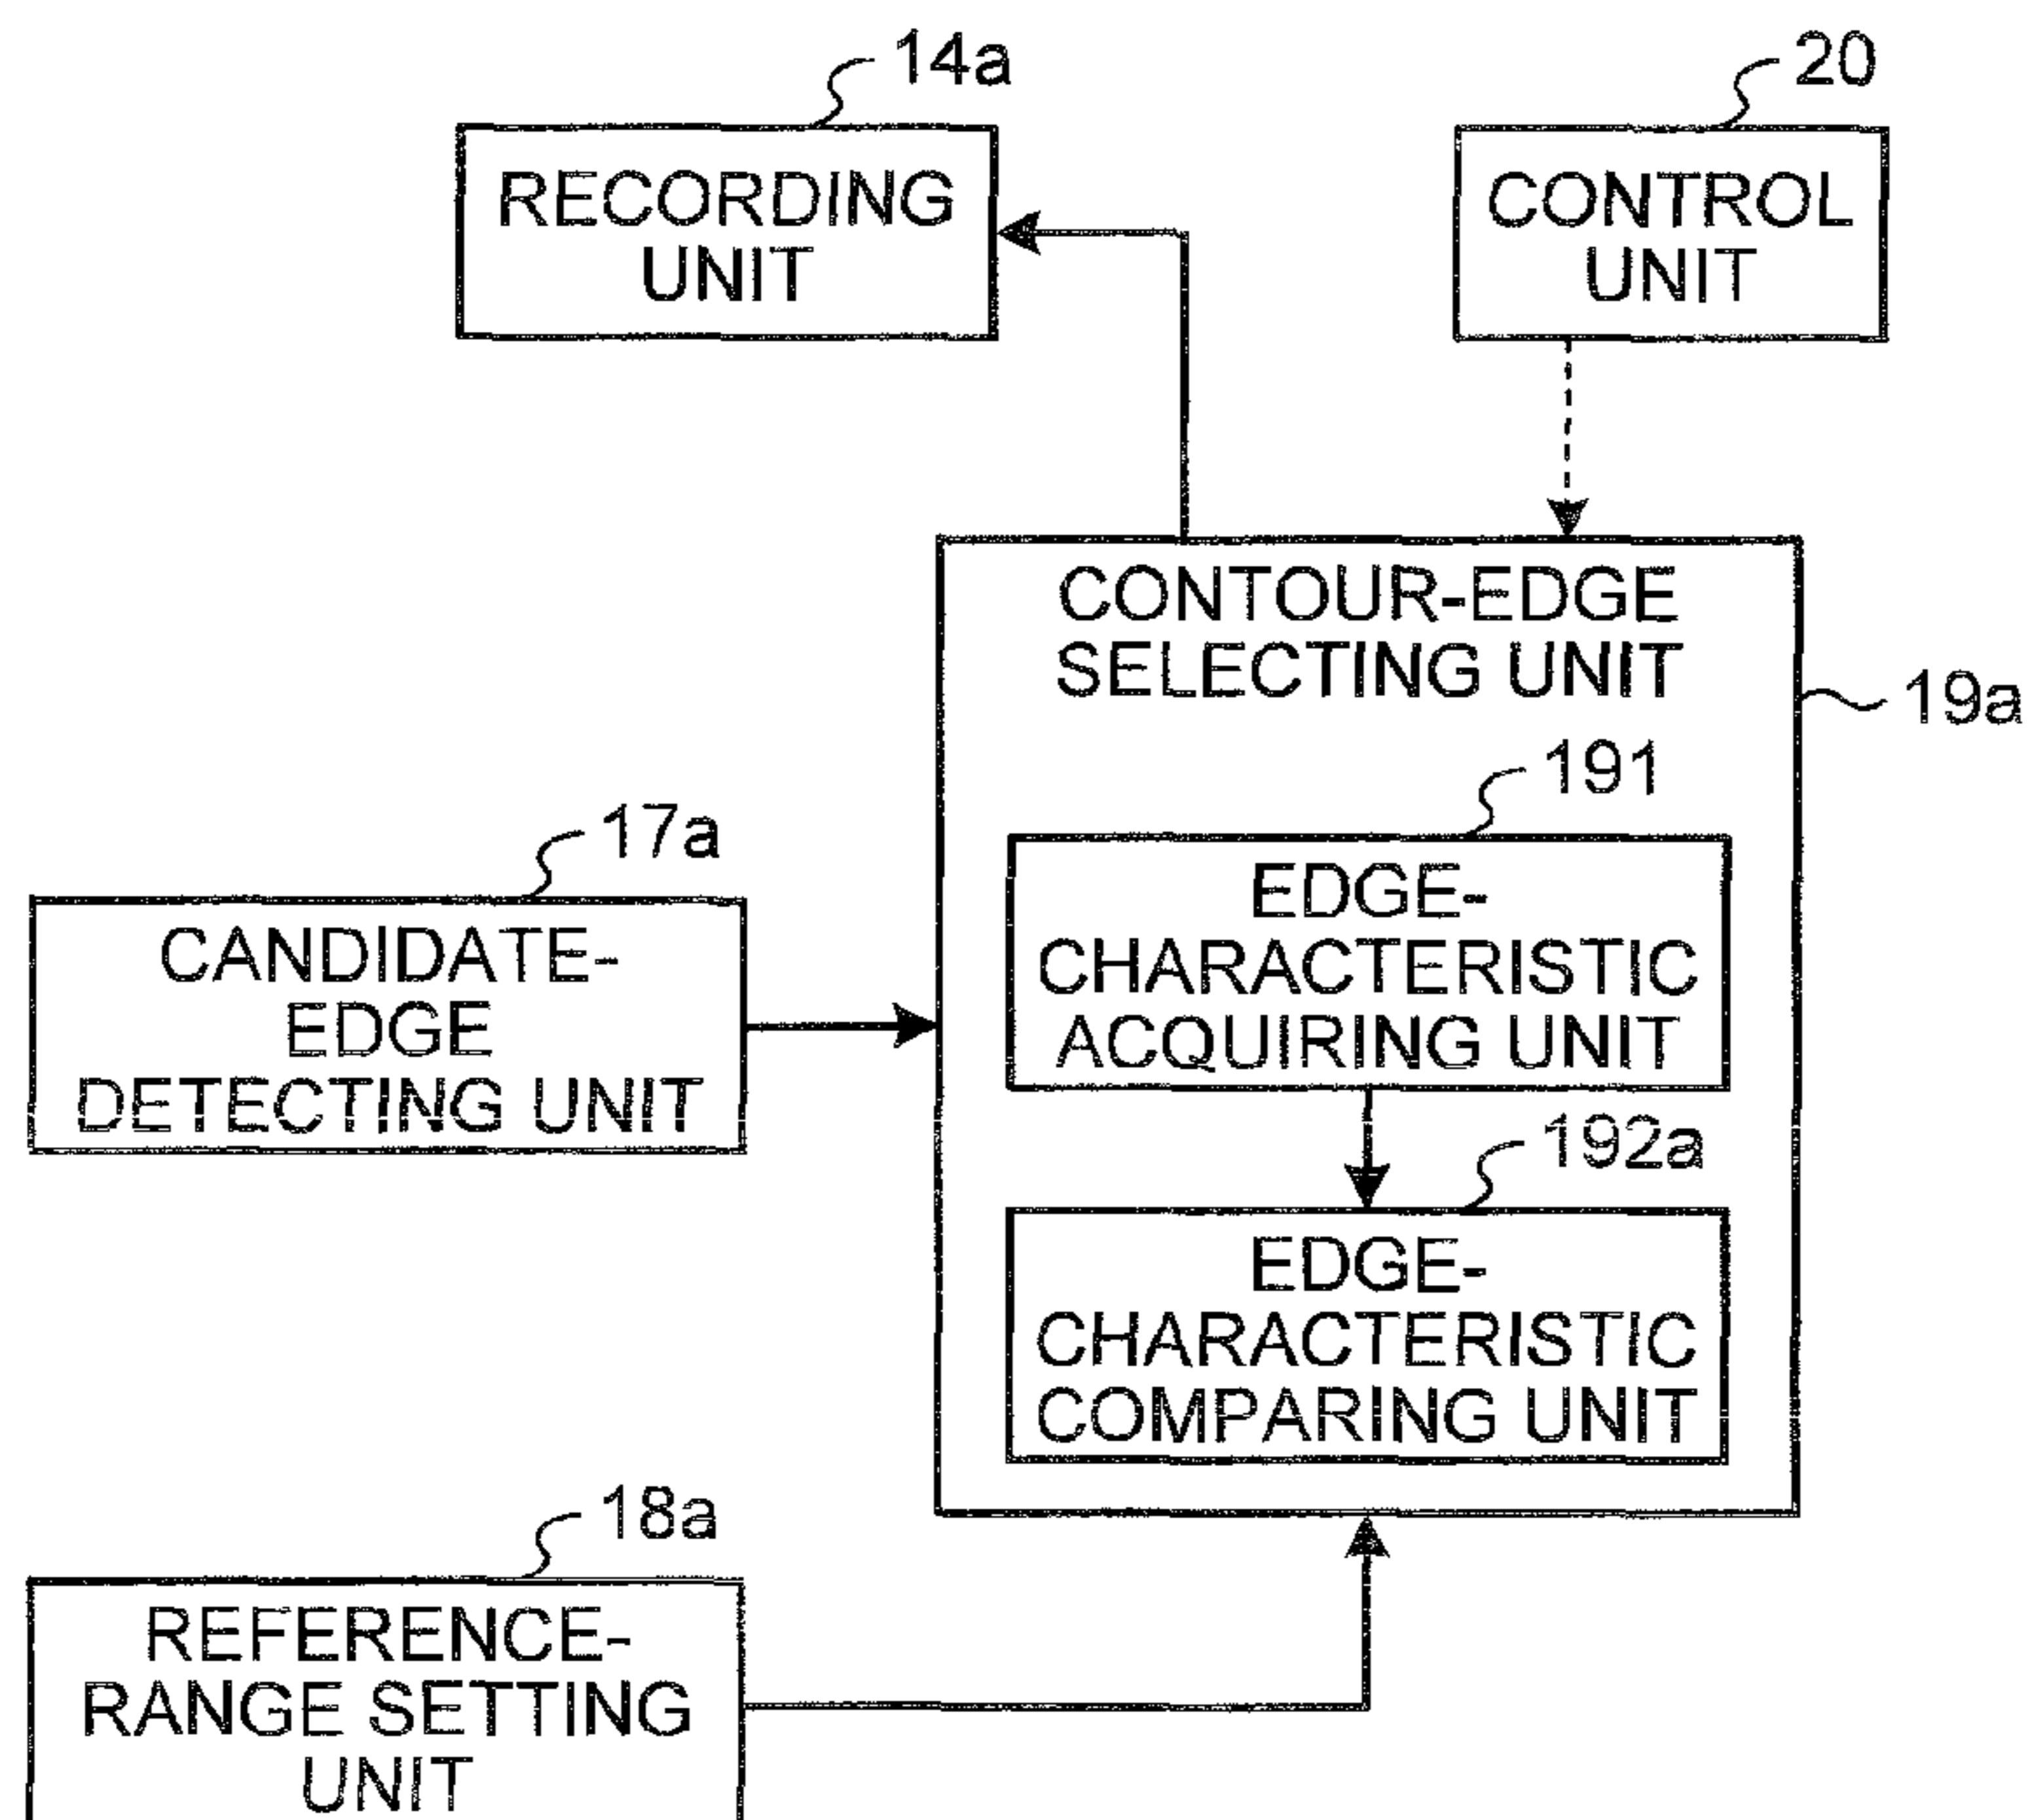 14a
20
RECORDING
UNIT
CONTROL
UNIT
CONTOUR-EDGE
SELECTING UNIT
19a
191
17a
EDGE-
CHARACTERISTIC
ACQUIRING UNIT
CANDIDATE-
EDGE
DETECTING UNIT
192a
EDGE-
CHARACTERISTIC
COMPARING UNIT
18a
REFERENCE-
RANGE SETTING
UNIT